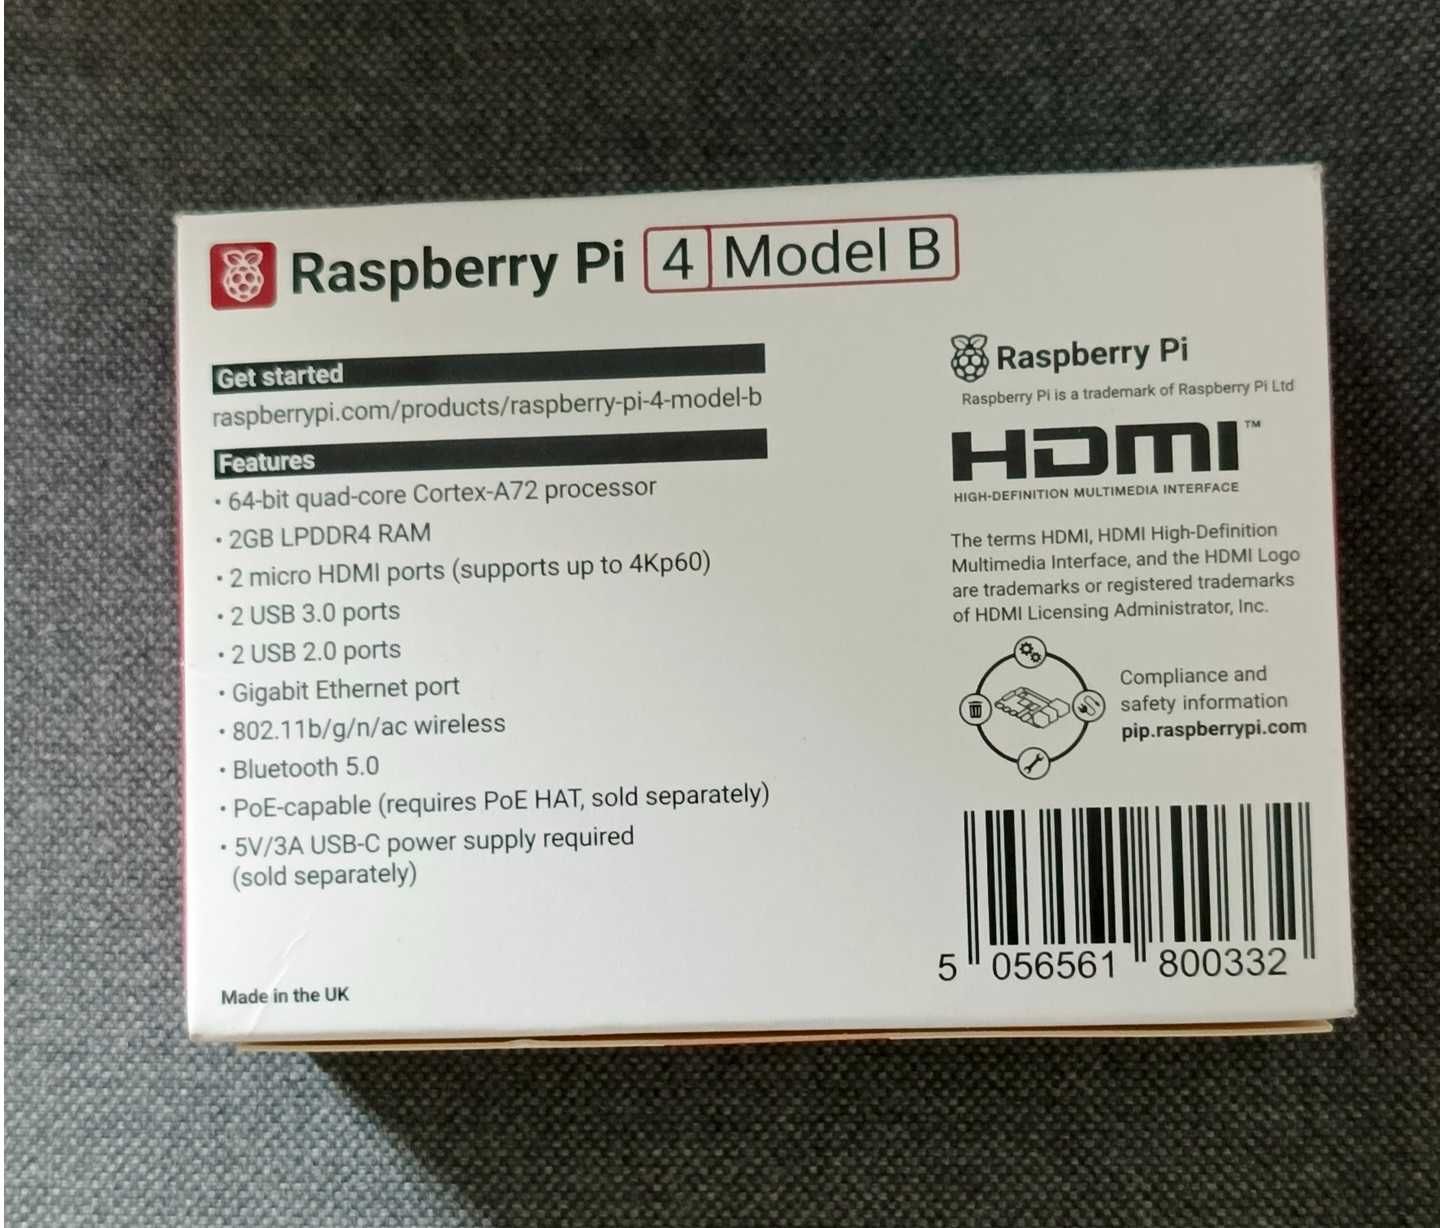 Raspberry Pi 4 Model B
Get started
raspberrypi.com/products/raspberry-pi-4-model-b
Features
• 64-bit quad-core Cortex-A72 processor
• 2GB LPDDR4 RAM
• 2 micro HDMI ports (supports up to 4Kp60)
• 2 USB 3.0 ports
• 2 USB 2.0 ports
• Gigabit Ethernet port
• 802.11b/g/n/ac wireless
• Bluetooth 5.0
• PoE-capable (requires PoE HAT, sold separately)
• 5V/3A USB-C power supply required
(sold separately)
Made in the UK
Raspberry Pi
Raspberry Pi is a trademark of Raspberry Pi Ltd
HDMI™
HIGH-DEFINITION MULTIMEDIA INTERFACE
The terms HDMI, HDMI High-Definition
Multimedia Interface, and the HDMI Logo
are trademarks or registered trademarks
of HDMI Licensing Administrator, Inc.
Compliance and
safety information
pip.raspberrypi.com
5 056561 800332